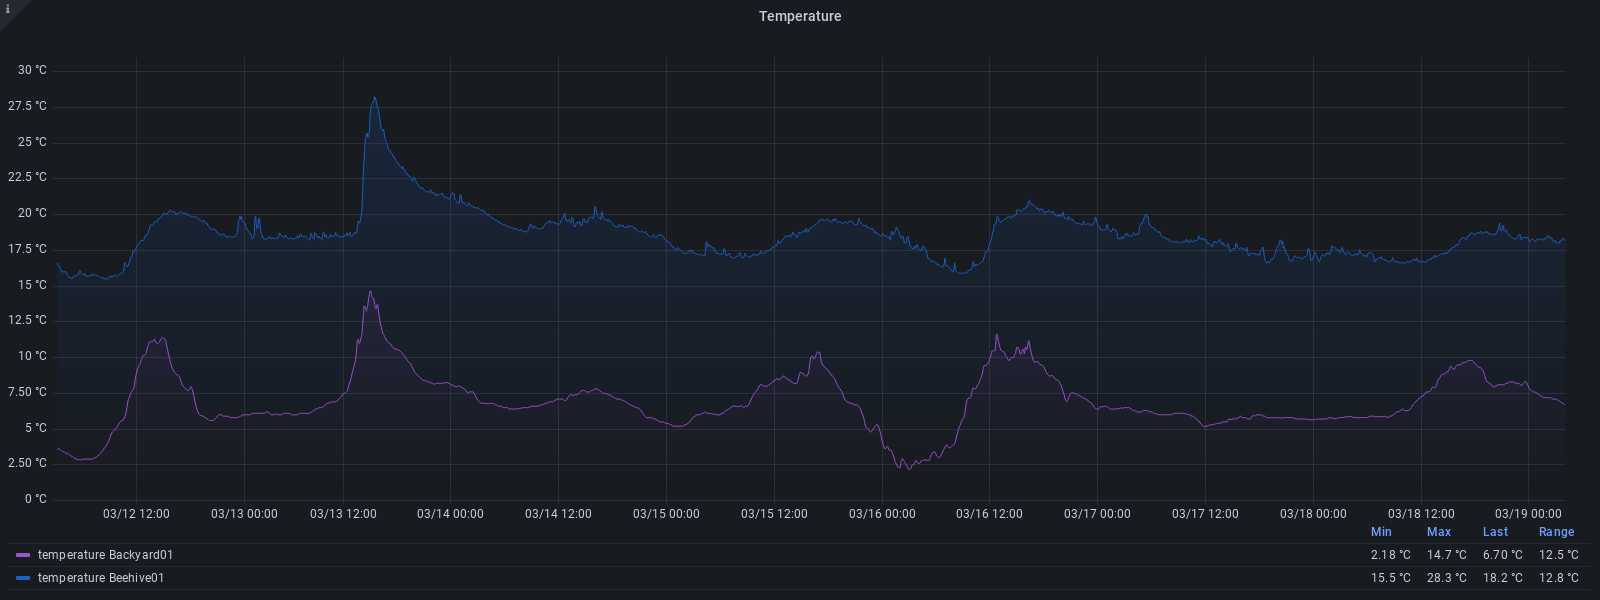 i
Temperature
30 °C
27.5 °C
25 °C
22.5 °C
20 °C
17.5 °C
15 °C
12.5 °C
10 °C
7.50 °C
5 °C
2.50 °C
0 °C
03/12 12:00 03/13 00:00 03/13 12:00 03/14 00:00 03/14 12:00 03/15 00:00 03/15 12:00 03/16 00:00 03/16 12:00 03/17 00:00 03/17 12:00 03/18 00:00 03/18 12:00 03/19 00:00
Min Max Last Range
temperature Backyard01 2.18 °C 14.7 °C 6.70 °C 12.5 °C
temperature Beehive01 15.5 °C 28.3 °C 18.2 °C 12.8 °C